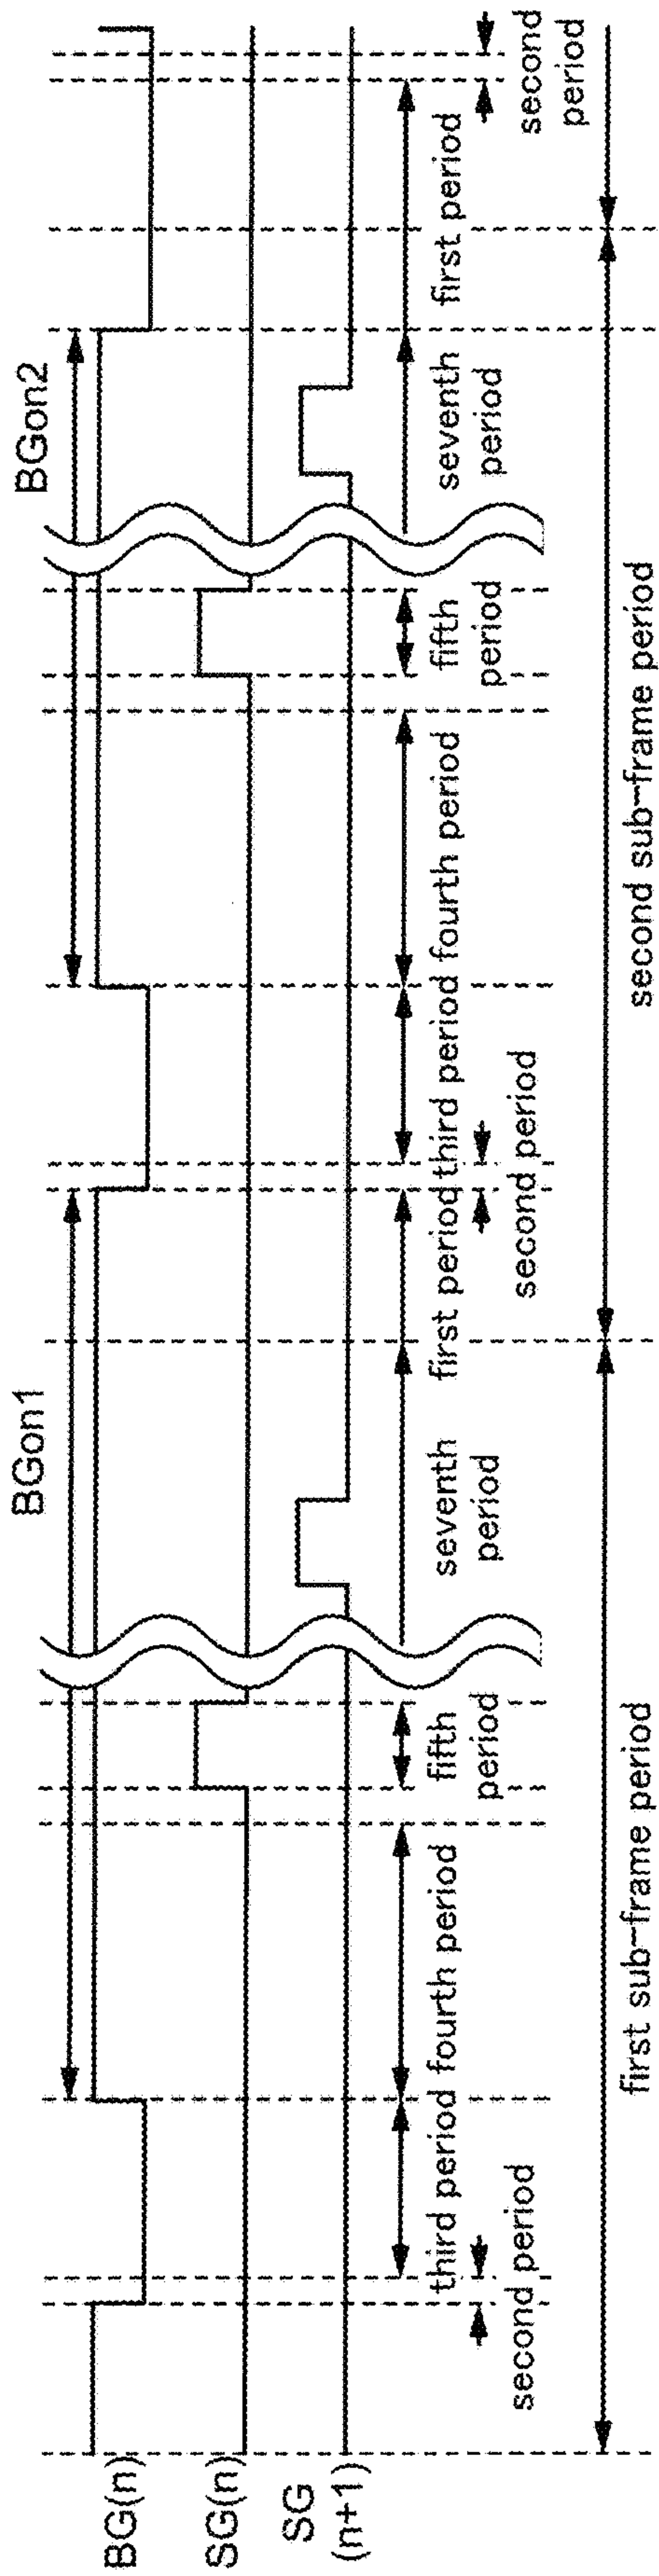 BGon1
BGon2
BG(n)
SG(n)
SG
(n+1)
third period
fourth period
fifth
period
seventh
period
first period
third period
fourth period
fifth
period
seventh
period
first period
second period
second period
second
period
first sub-frame period
second sub-frame period